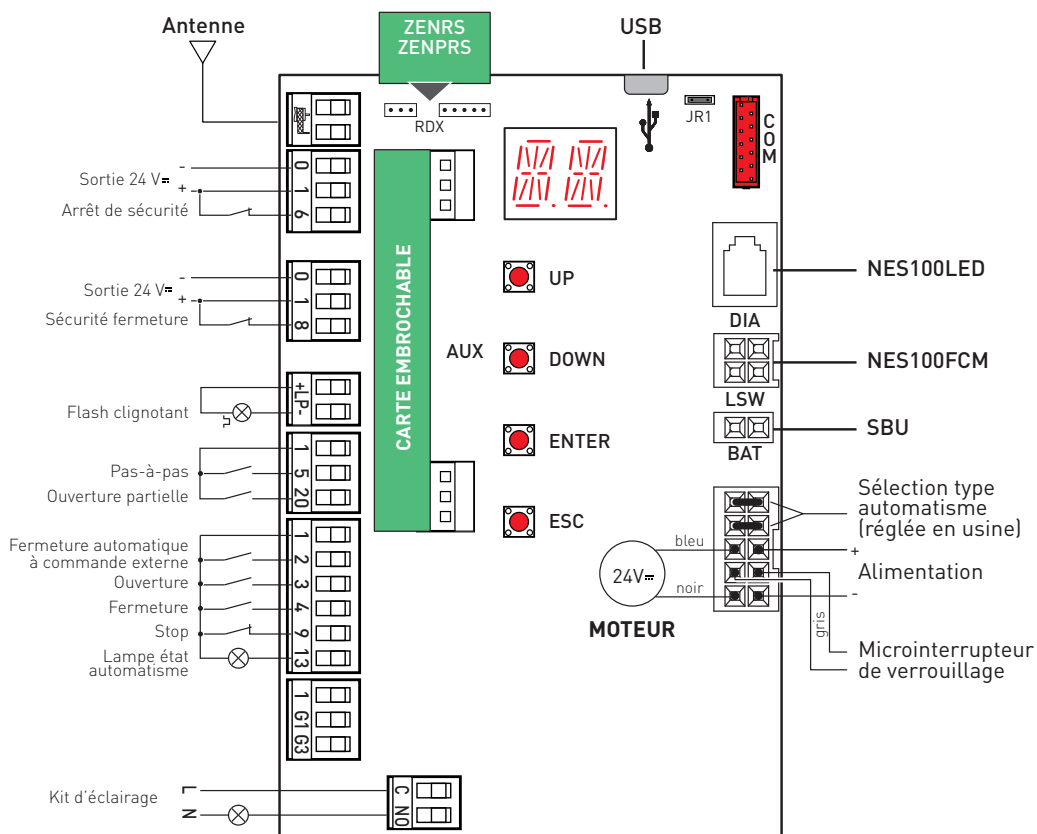 Antenne
ZENRS
ZENPRS
USB
RDX
JR1
COM
-
Sortie 24 V⎓
+
Arrêt de sécurité
0
1
6
-
Sortie 24 V⎓
+
Sécurité fermeture
0
1
8
CARTE EMBROCHABLE
AUX
UP
DOWN
ENTER
ESC
DIA
NES100LED
LSW
NES100FCM
BAT
SBU
Flash clignotant
+LP-
Pas-à-pas
Ouverture partielle
1
5
20
Fermeture automatique
à commande externe
Ouverture
Fermeture
Stop
Lampe état
automatisme
1
2
3
4
9
13
1
G1
G3
Sélection type
automatisme
(réglée en usine)
bleu
24V⎓
noir
MOTEUR
+
Alimentation
-
gris
Microinterrupteur
de verrouillage
Kit d'éclairage
L
N
C
NO